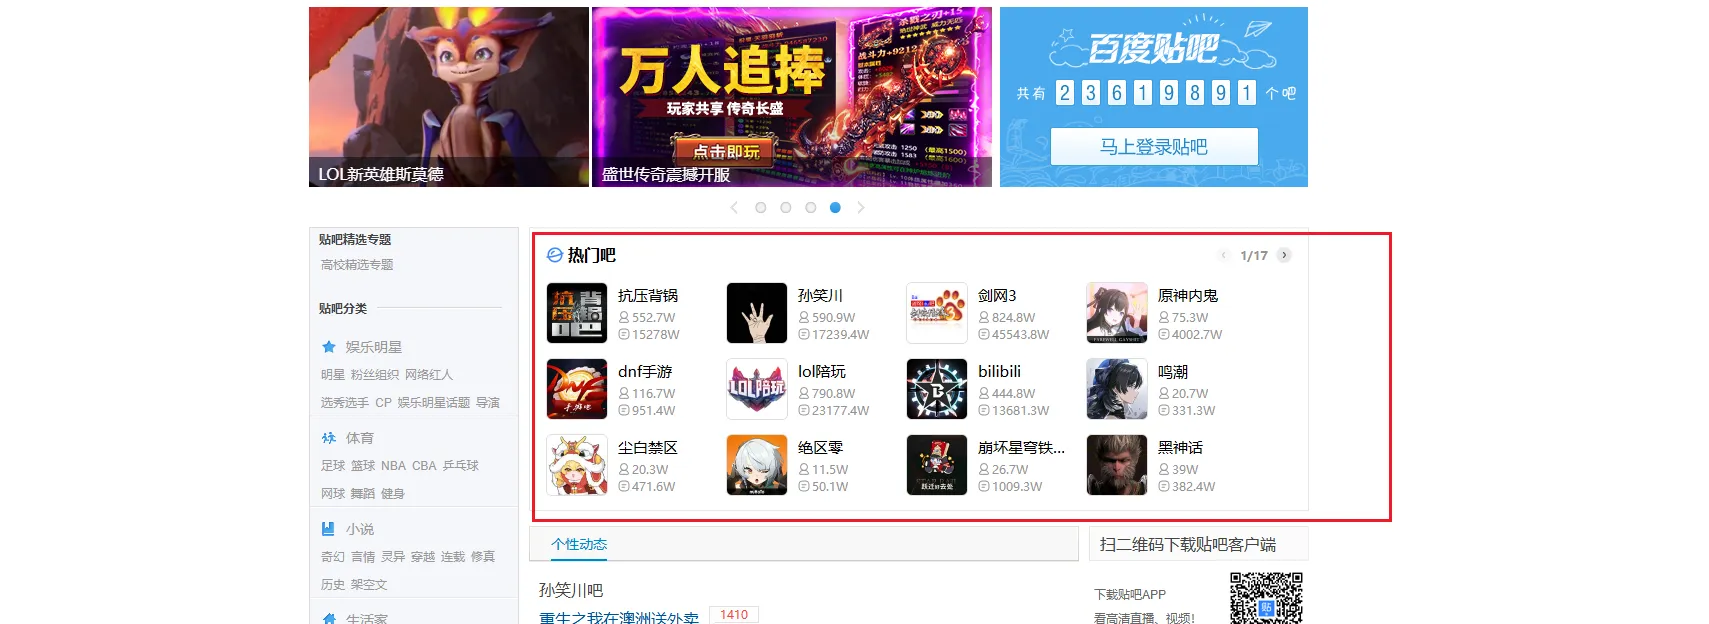 万人追捧
玩家共享 传奇长盛
点击即玩
LOL新英雄斯莫德
盛世传奇震撼开服
百度贴吧
共有 2 3 6 1 9 8 9 1 个吧
马上登录贴吧
贴吧精选专题
高校精选专题
贴吧分类
娱乐明星
明星 粉丝组织 网络红人
选秀选手 CP 娱乐明星话题 导演
体育
足球 篮球 NBA CBA 乒乓球
网球 舞蹈 健身
小说
奇幻 言情 灵异 穿越 连载 修真
历史 架空文
生活家
热门吧
1/17
抗压背锅
552.7W
15278W
孙笑川
590.9W
17239.4W
剑网3
824.8W
45543.8W
原神内鬼
75.3W
4002.7W
dnf手游
116.7W
951.4W
lol陪玩
790.8W
23177.4W
bilibili
444.8W
13681.3W
鸣潮
20.7W
331.3W
尘白禁区
20.3W
471.6W
绝区零
11.5W
50.1W
崩坏星穹铁...
26.7W
1009.3W
黑神话
39W
382.4W
个性动态
孙笑川吧
重生之我在澳洲送外卖 1410
扫二维码下载贴吧客户端
下载贴吧APP
看高清直播、视频！